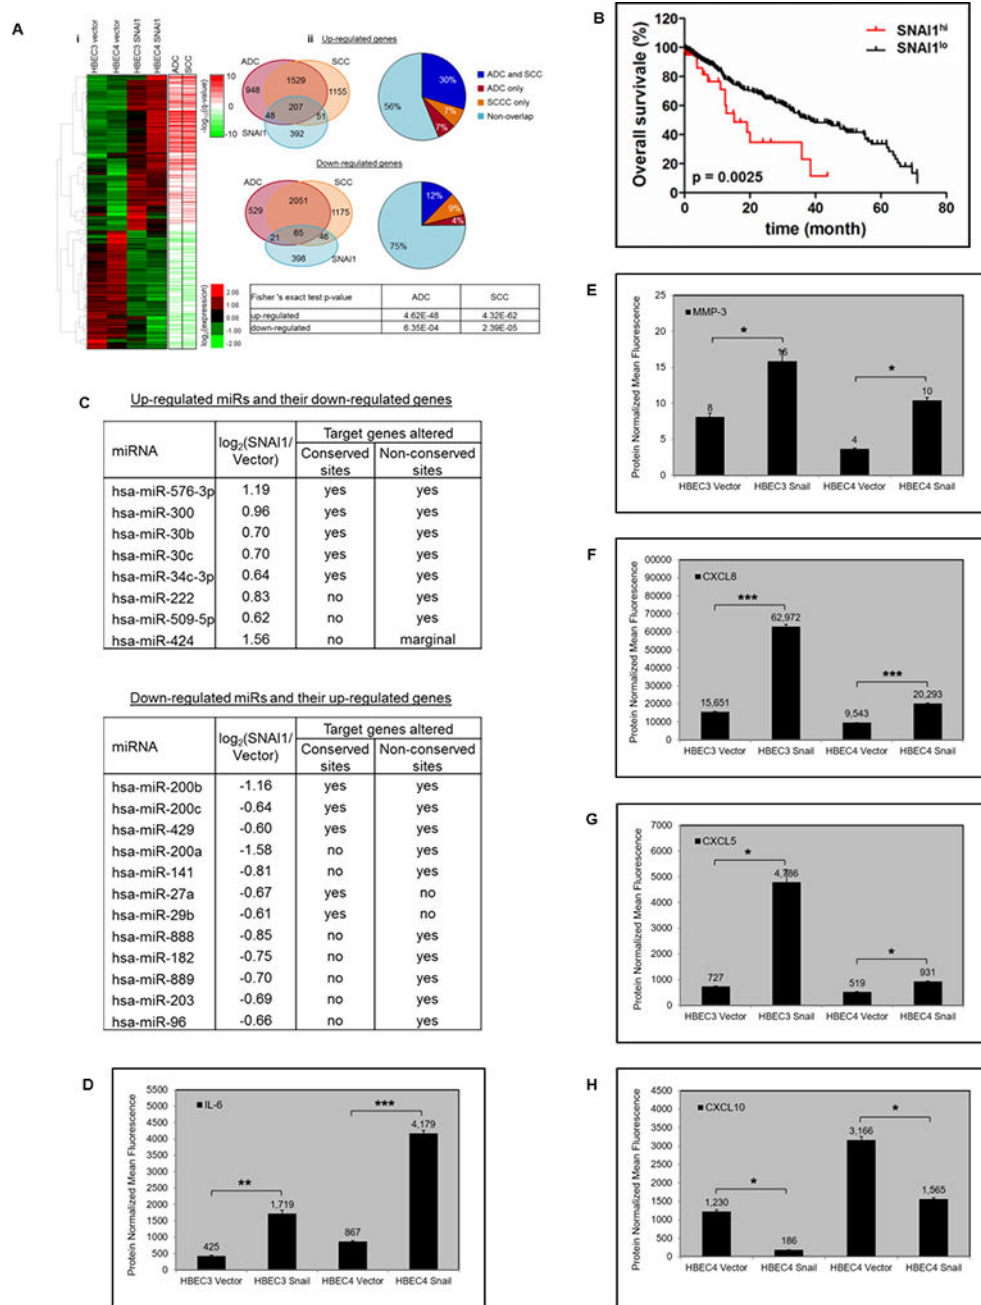 A
i
HBEC3 vector
HBEC4 vector
HBEC3 SNAI1
HBEC4 SNAI1
ADC
SCC
10
-log10(q-value)
-10
log2(expression)
2.00
1.00
0.00
-1.00
-2.00
ii
Up-regulated genes
ADC
SCC
948
1529
1155
207
48
51
SNAI1
392
30%
7%
7%
56%
ADC and SCC
ADC only
SCCC only
Non-overlap
Down-regulated genes
ADC
SCC
529
2051
1175
65
21
46
398
SNAI1
12%
9%
4%
75%
Fisher 's exact test p-value ADC SCC
up-regulated 4.62E-48 4.32E-62
down-regulated 6.35E-04 2.39E-05
B
Overall survivale (%)
120
100
80
60
40
20
0
0 20 40 60 80
time (month)
p = 0.0025
SNAI1hi
SNAI1lo
C
Up-regulated miRs and their down-regulated genes
miRNA log2(SNAI1/ Vector) Target genes altered
Conserved sites Non-conserved sites
hsa-miR-576-3p 1.19 yes yes
hsa-miR-300 0.96 yes yes
hsa-miR-30b 0.70 yes yes
hsa-miR-30c 0.70 yes yes
hsa-miR-34c-3p 0.64 yes yes
hsa-miR-222 0.83 no yes
hsa-miR-509-5p 0.62 no yes
hsa-miR-424 1.56 no marginal
Down-regulated miRs and their up-regulated genes
miRNA log2(SNAI1/ Vector) Target genes altered
Conserved sites Non-conserved sites
hsa-miR-200b -1.16 yes yes
hsa-miR-200c -0.64 yes yes
hsa-miR-429 -0.60 yes yes
hsa-miR-200a -1.58 no yes
hsa-miR-141 -0.81 no yes
hsa-miR-27a -0.67 yes no
hsa-miR-29b -0.61 yes no
hsa-miR-888 -0.85 no yes
hsa-miR-182 -0.75 no yes
hsa-miR-889 -0.70 no yes
hsa-miR-203 -0.69 no yes
hsa-miR-96 -0.66 no yes
D
Protein Normalized Mean Fluorescence
5500
5000
4500
4000
3500
3000
2500
2000
1500
1000
500
0
IL-6
**
***
425
1,719
867
4,179
HBEC3 Vector HBEC3 Snail HBEC4 Vector HBEC4 Snail
E
Protein Normalized Mean Fluorescence
25
20
15
10
5
0
MMP-3
*
*
8
16
4
10
HBEC3 Vector HBEC3 Snail HBEC4 Vector HBEC4 Snail
F
Protein Normalized Mean Fluorescence
00000
90000
80000
70000
60000
50000
40000
30000
20000
10000
0
CXCL8
***
***
15,651
62,972
9,543
20,293
HBEC3 Vector HBEC3 Snail HBEC4 Vector HBEC4 Snail
G
Protein Normalized Mean Fluorescence
7000
6000
5000
4000
3000
2000
1000
0
CXCL5
*
*
727
4,786
519
931
HBEC3 Vector HBEC3 Snail HBEC4 Vector HBEC4 Snail
H
Protein Normalized Mean Fluorescence
4500
4000
3500
3000
2500
2000
1500
1000
500
0
CXCL10
*
*
1,230
186
3,166
1,565
HBEC4 Vector HBEC4 Snail HBEC4 Vector HBEC4 Snail